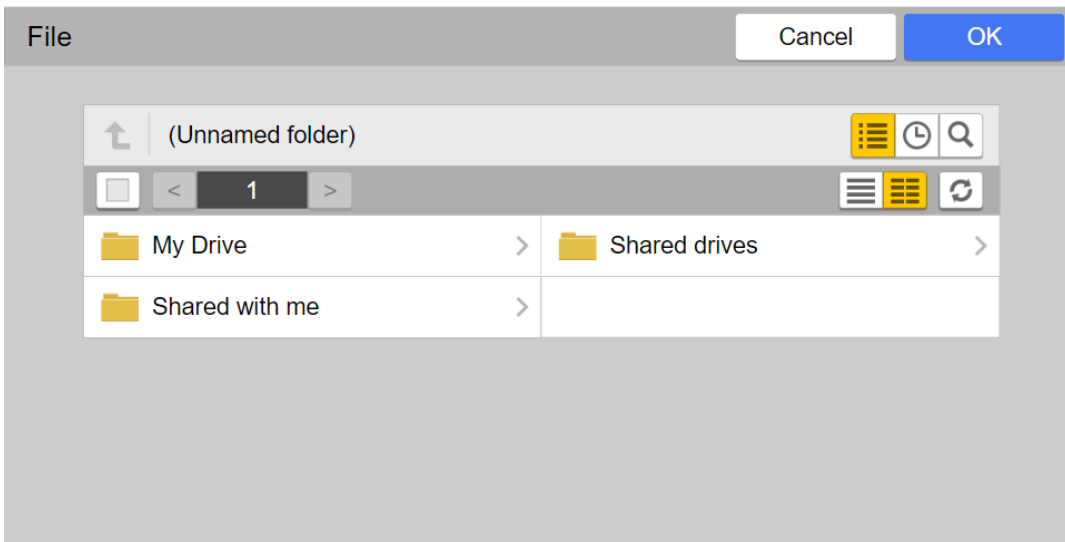 File Cancel OK
(Unnamed folder)
< 1 >
My Drive > Shared drives >
Shared with me >